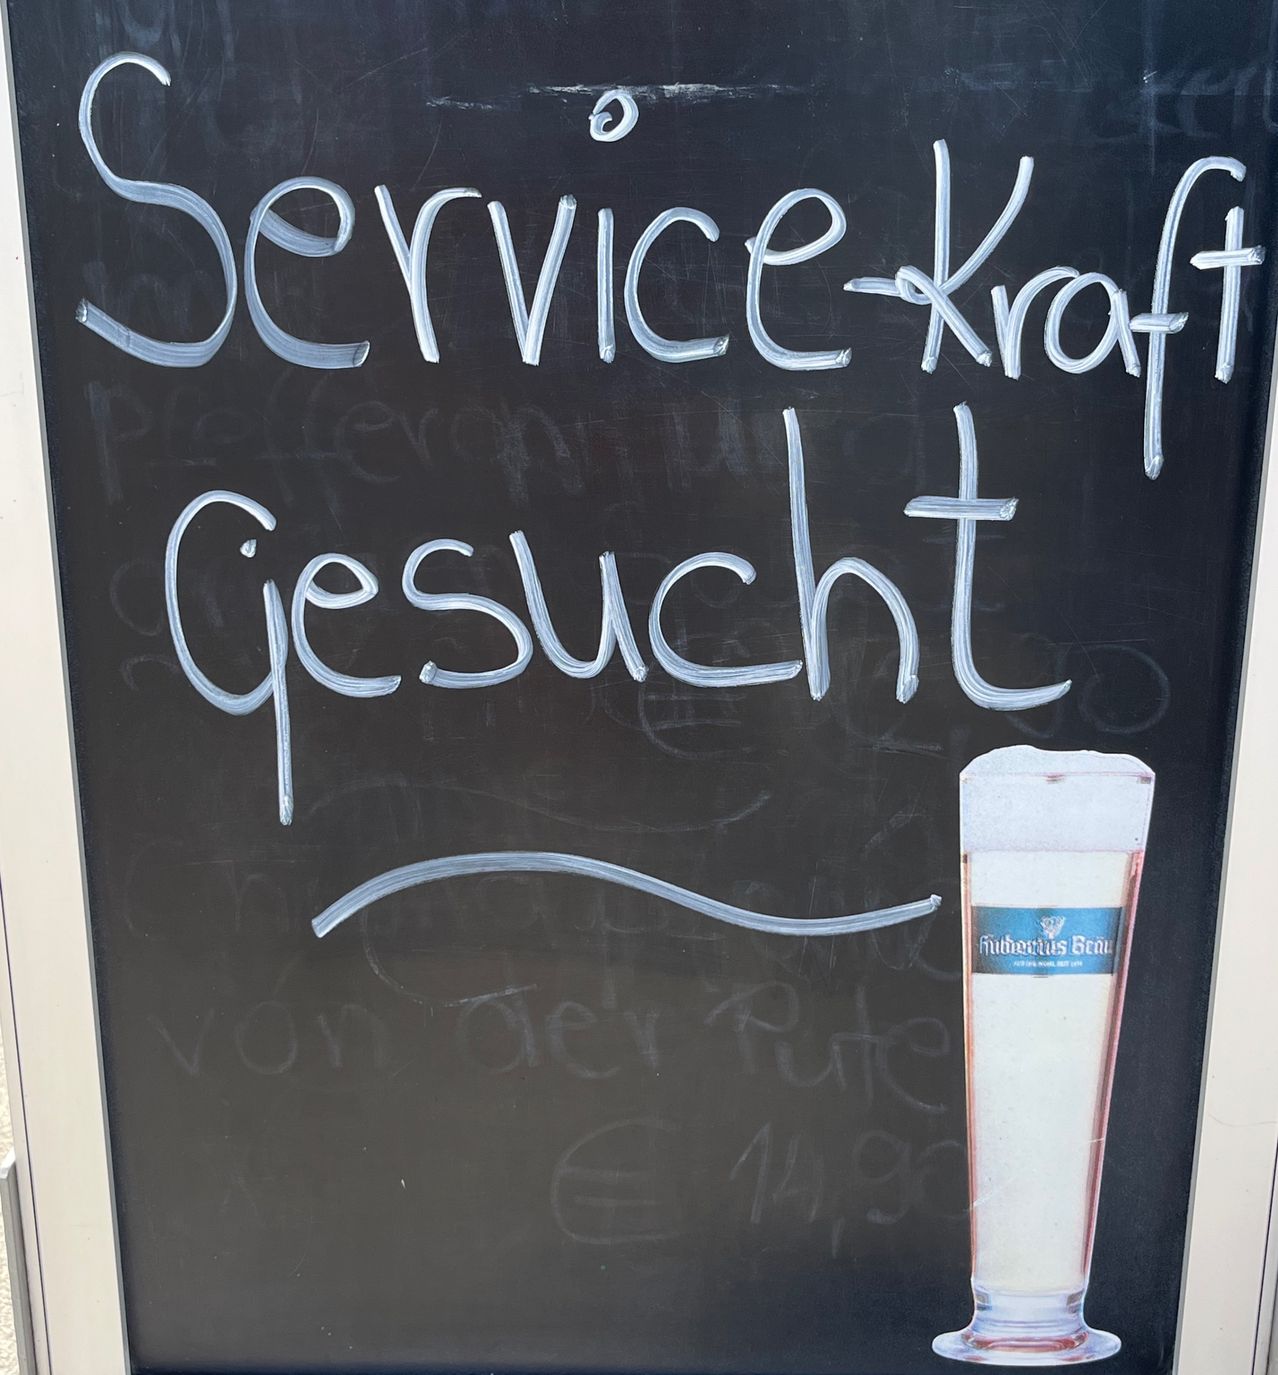 Service-Kraft
Gesucht
Hubertus Bräu
von der Pute
€ 14,90